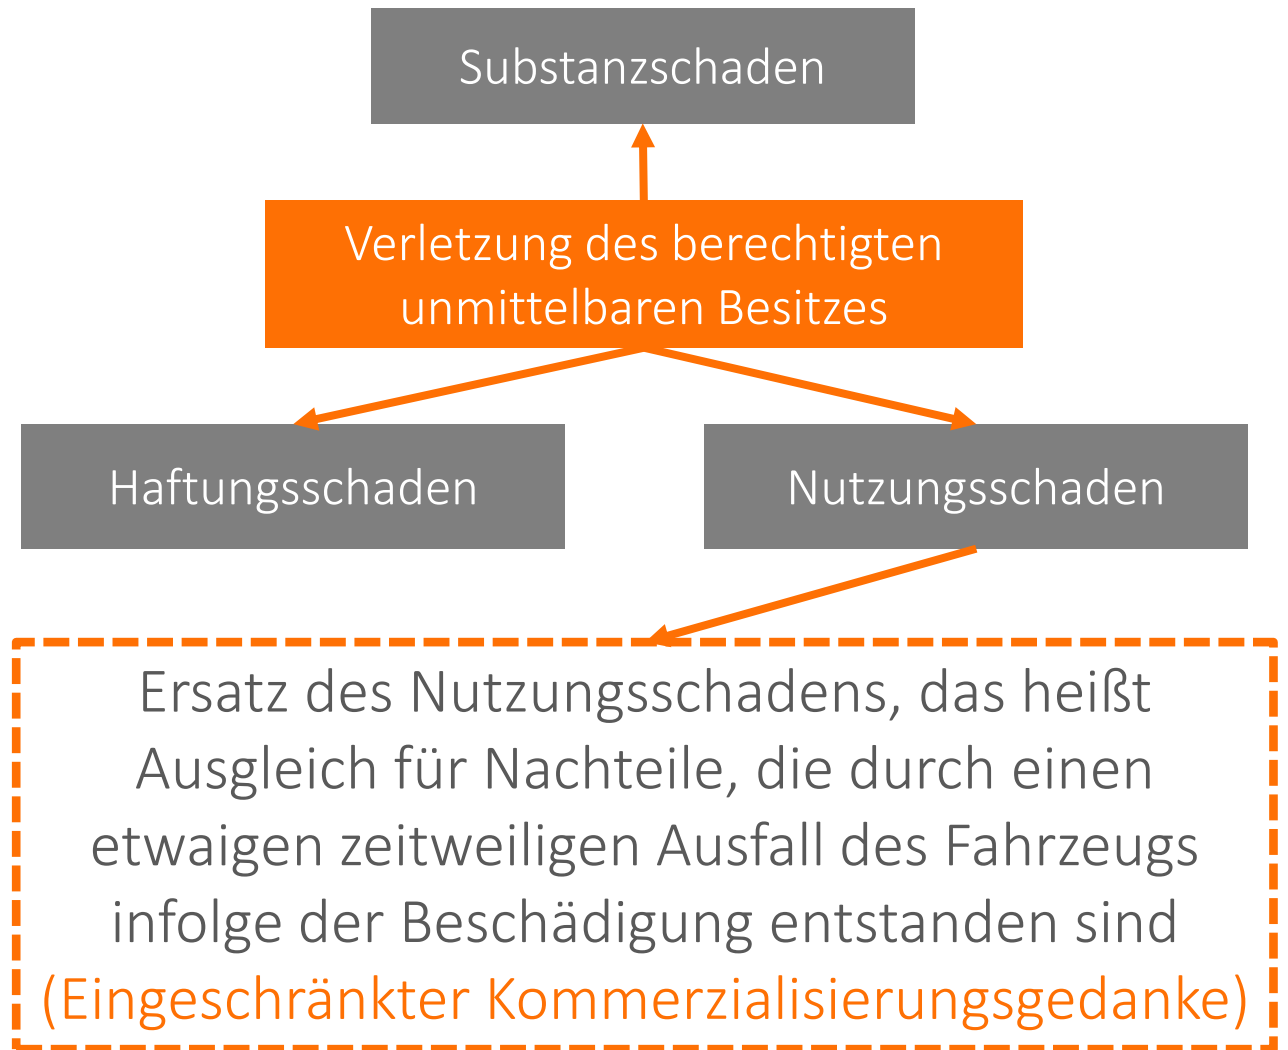 Substanzschaden
Verletzung des berechtigten
unmittelbaren Besitzes
Haftungsschaden
Nutzungsschaden
Ersatz des Nutzungsschadens, das heißt
Ausgleich für Nachteile, die durch einen
etwaigen zeitweiligen Ausfall des Fahrzeugs
infolge der Beschädigung entstanden sind
(Eingeschränkter Kommerzialisierungsgedanke)